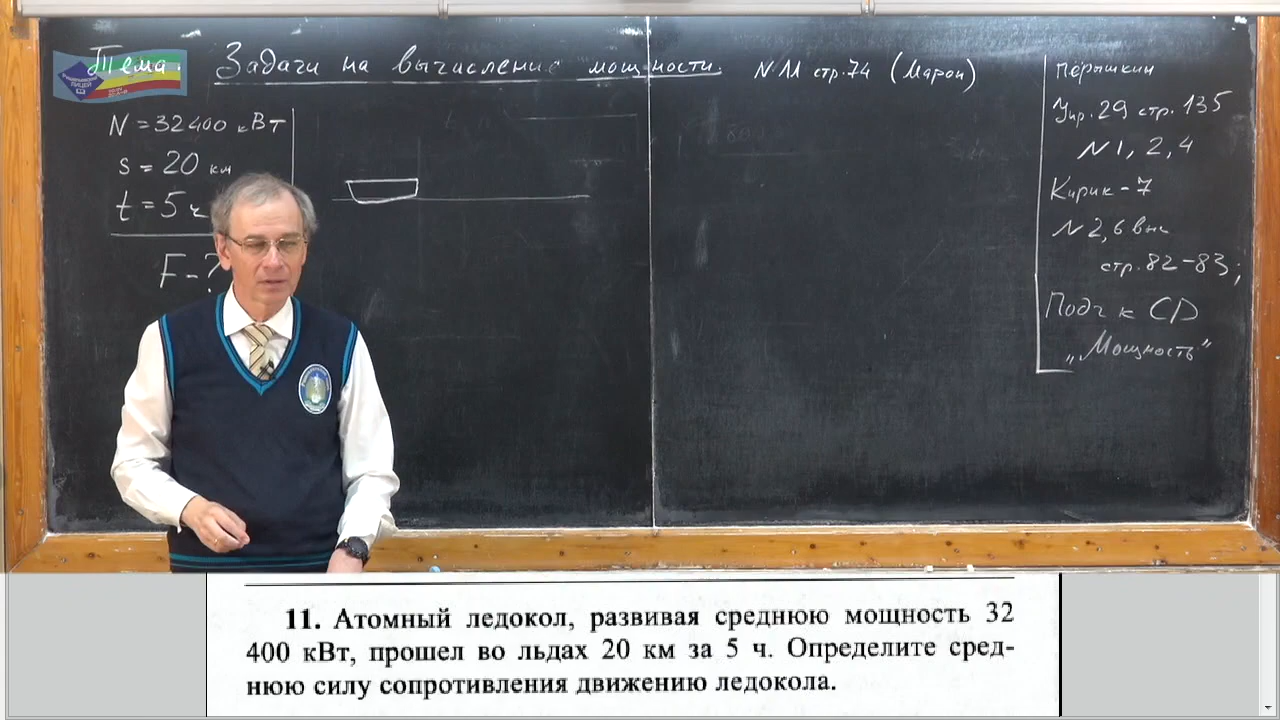 Тема. Задачи на вычисление мощности. N 11 стр. 74 (Марон)
N = 32400 кВт
s = 20 км
t = 5 ч
F - ?
Пёрышкин
Упр. 29 стр. 135
N 1, 2, 4
Кирик - 7
N 2, 6 выс
стр. 82 - 83;
Подг к СР
„Мощность"
11. Атомный ледокол, развивая среднюю мощность 32
400 кВт, прошел во льдах 20 км за 5 ч. Определите сред-
нюю силу сопротивления движению ледокола.